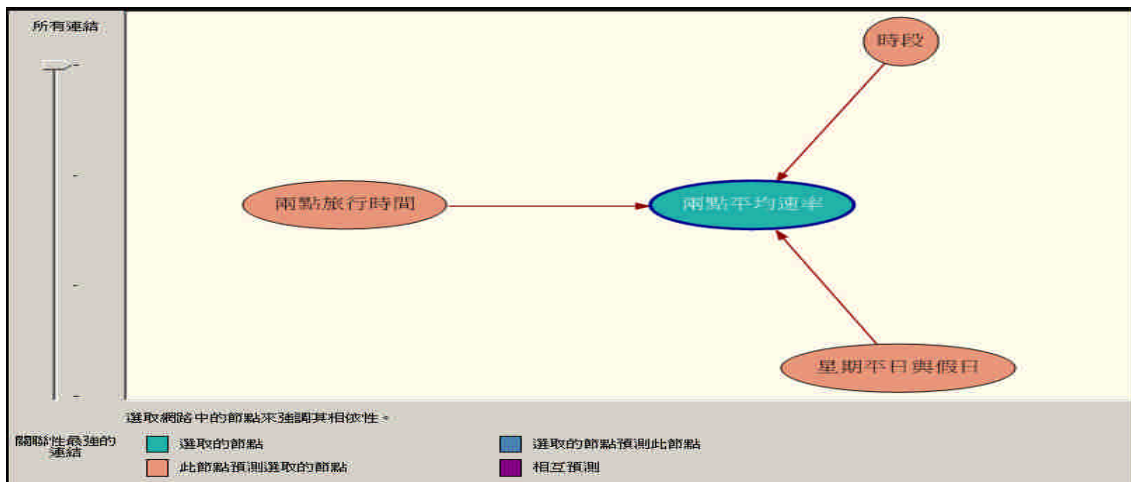 所有連結
時段
兩點旅行時間
兩點平均速率
星期平日與假日
選取網路中的節點來強調其相依性。
關聯性最強的
連結
選取的節點
選取的節點預測此節點
此節點預測選取的節點
相互預測